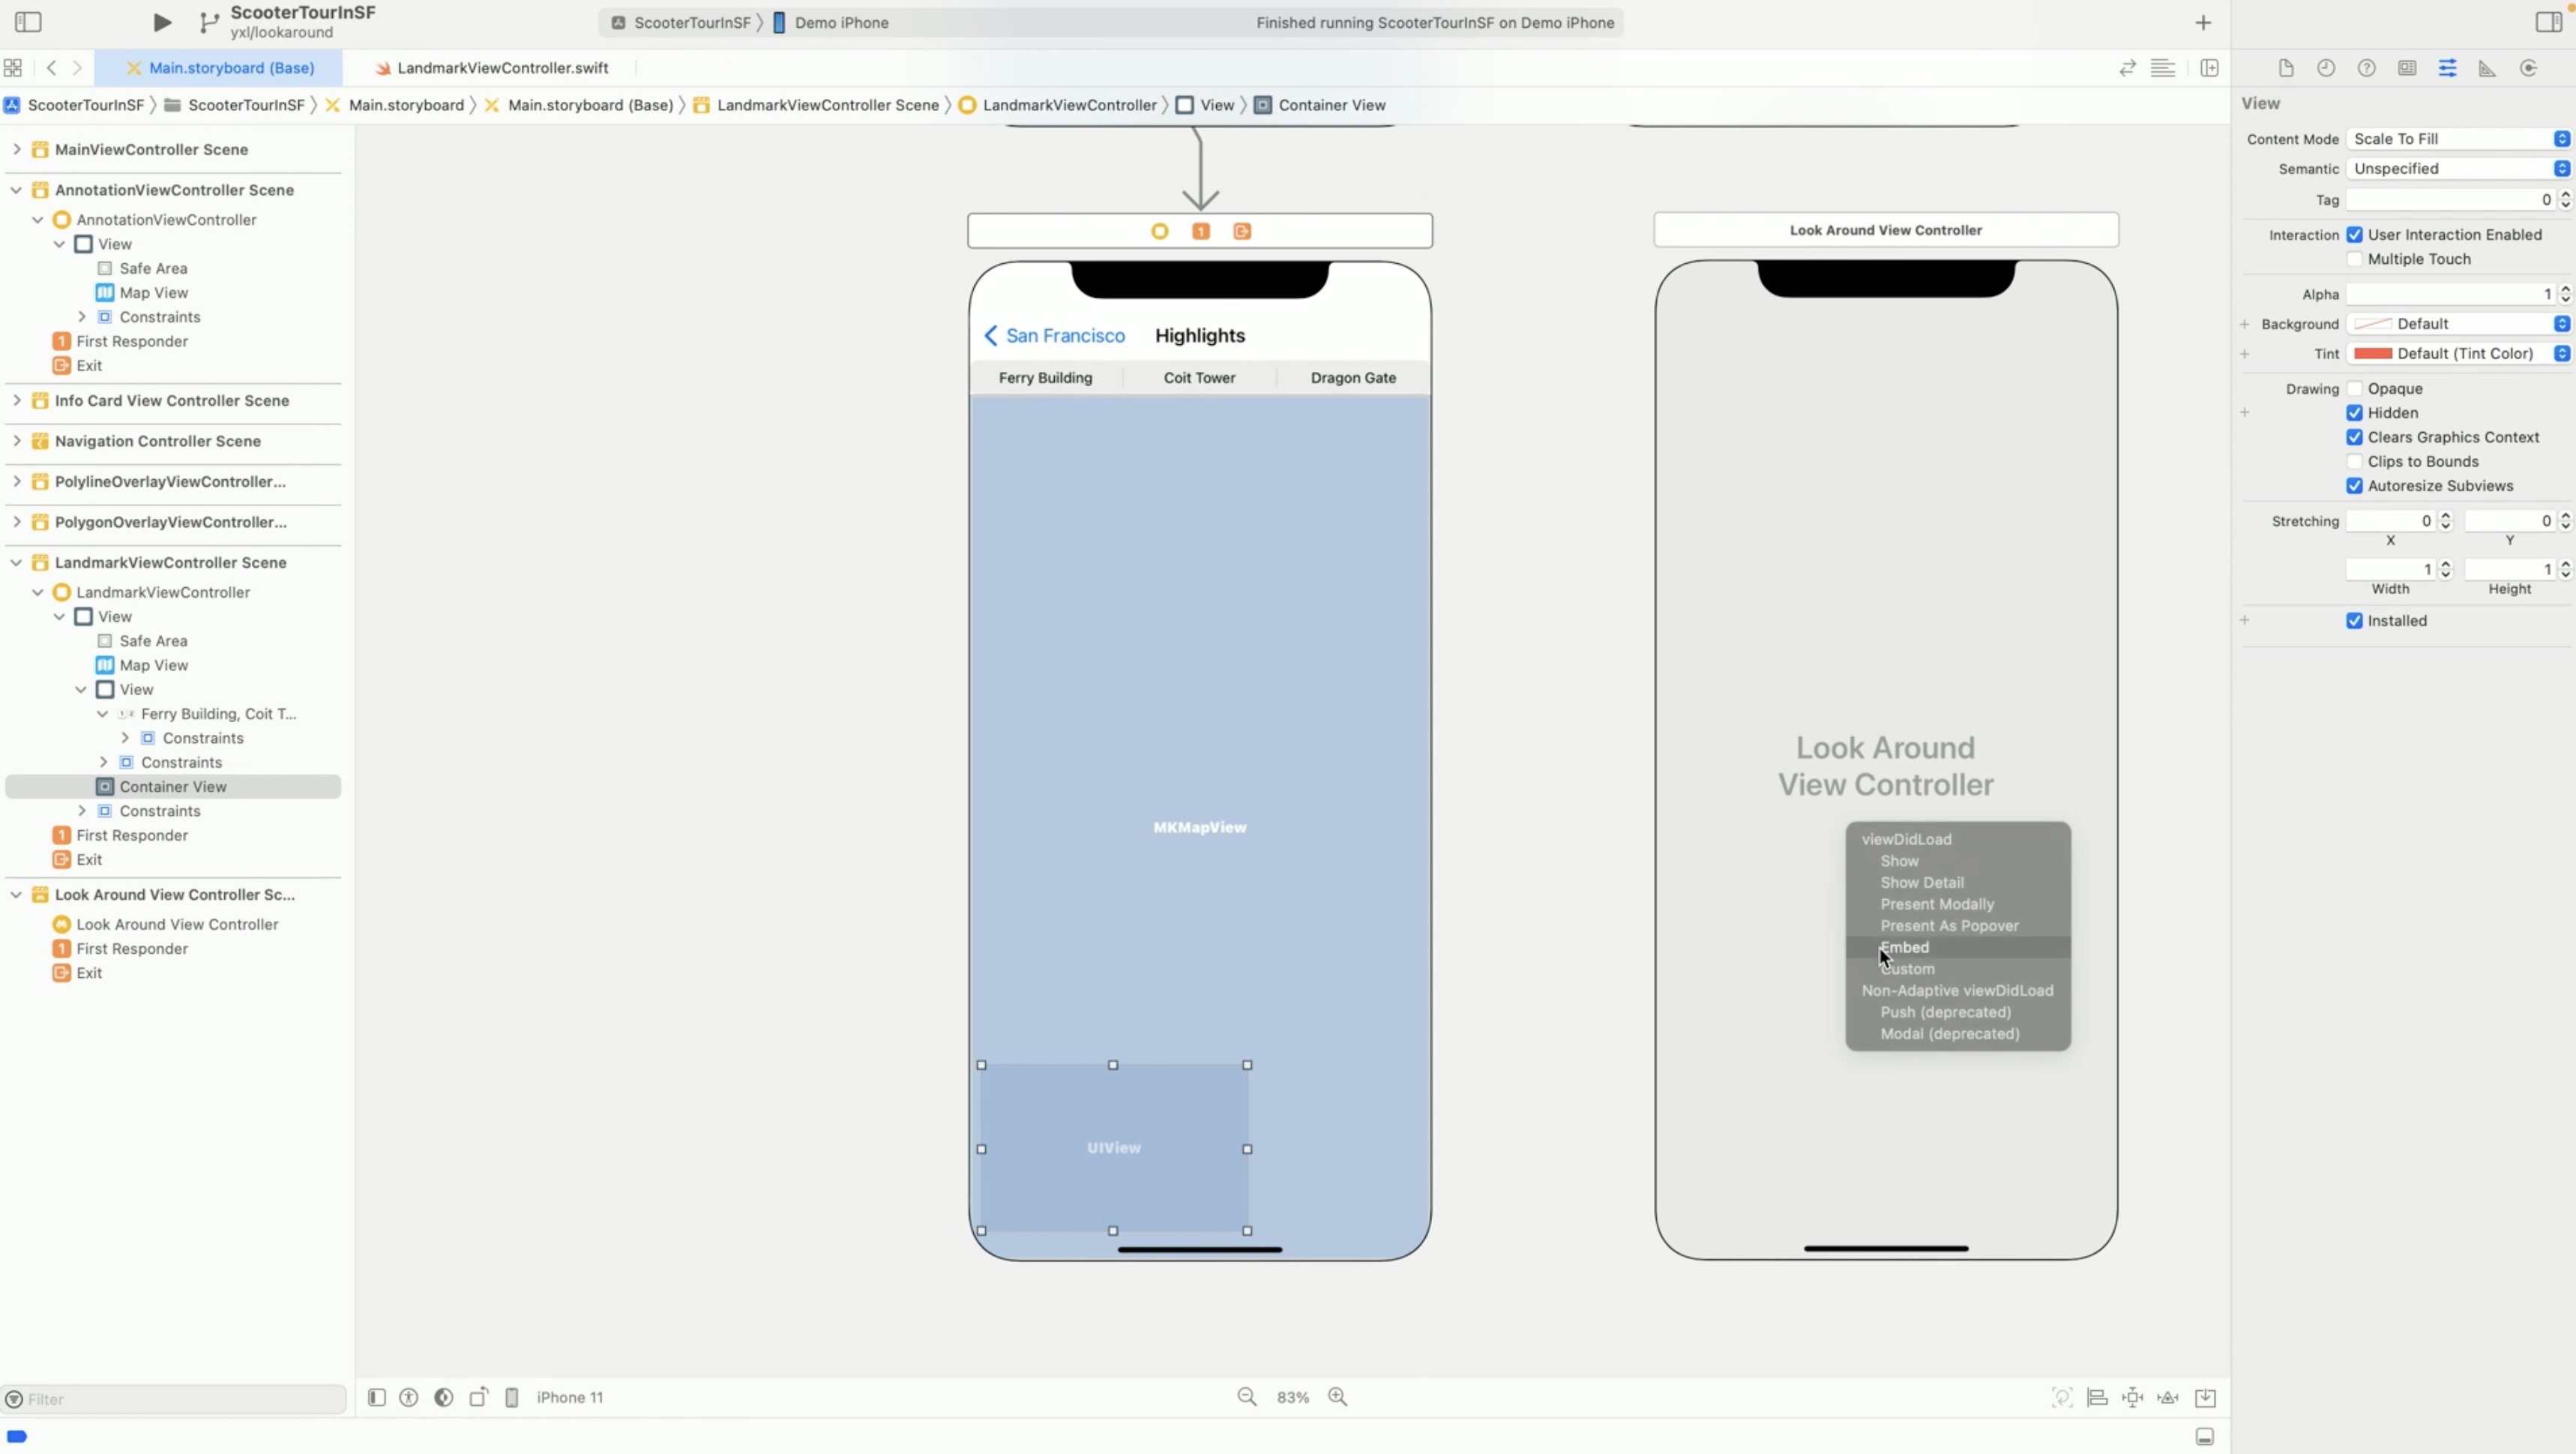 ScooterTourInSF
yxl/lookaround
ScooterTourInSF
Demo iPhone
Finished running ScooterTourInSF on Demo iPhone
Main.storyboard (Base)
LandmarkViewController.swift
ScooterTourInSF
ScooterTourInSF
Main.storyboard
Main.storyboard (Base)
LandmarkViewController Scene
LandmarkViewController
View
Container View
MainViewController Scene
AnnotationViewController Scene
AnnotationViewController
View
Safe Area
Map View
Constraints
1 First Responder
Exit
Info Card View Controller Scene
Navigation Controller Scene
PolylineOverlayViewController...
PolygonOverlayViewController...
LandmarkViewController Scene
LandmarkViewController
View
Safe Area
Map View
View
Ferry Building, Coit T...
Constraints
Constraints
Container View
Constraints
1 First Responder
Exit
Look Around View Controller Sc...
Look Around View Controller
1 First Responder
Exit
Filter
1
San Francisco
Highlights
Ferry Building
Coit Tower
Dragon Gate
MKMapView
UIView
Look Around View Controller
Look Around
View Controller
viewDidLoad
Show
Show Detail
Present Modally
Present As Popover
Embed
Custom
Non-Adaptive viewDidLoad
Push (deprecated)
Modal (deprecated)
iPhone 11
83%
View
Content Mode Scale To Fill
Semantic Unspecified
Tag 0
Interaction User Interaction Enabled
Multiple Touch
Alpha 1
Background Default
Tint Default (Tint Color)
Drawing Opaque
Hidden
Clears Graphics Context
Clips to Bounds
Autoresize Subviews
Stretching 0 0
X Y
1 1
Width Height
Installed